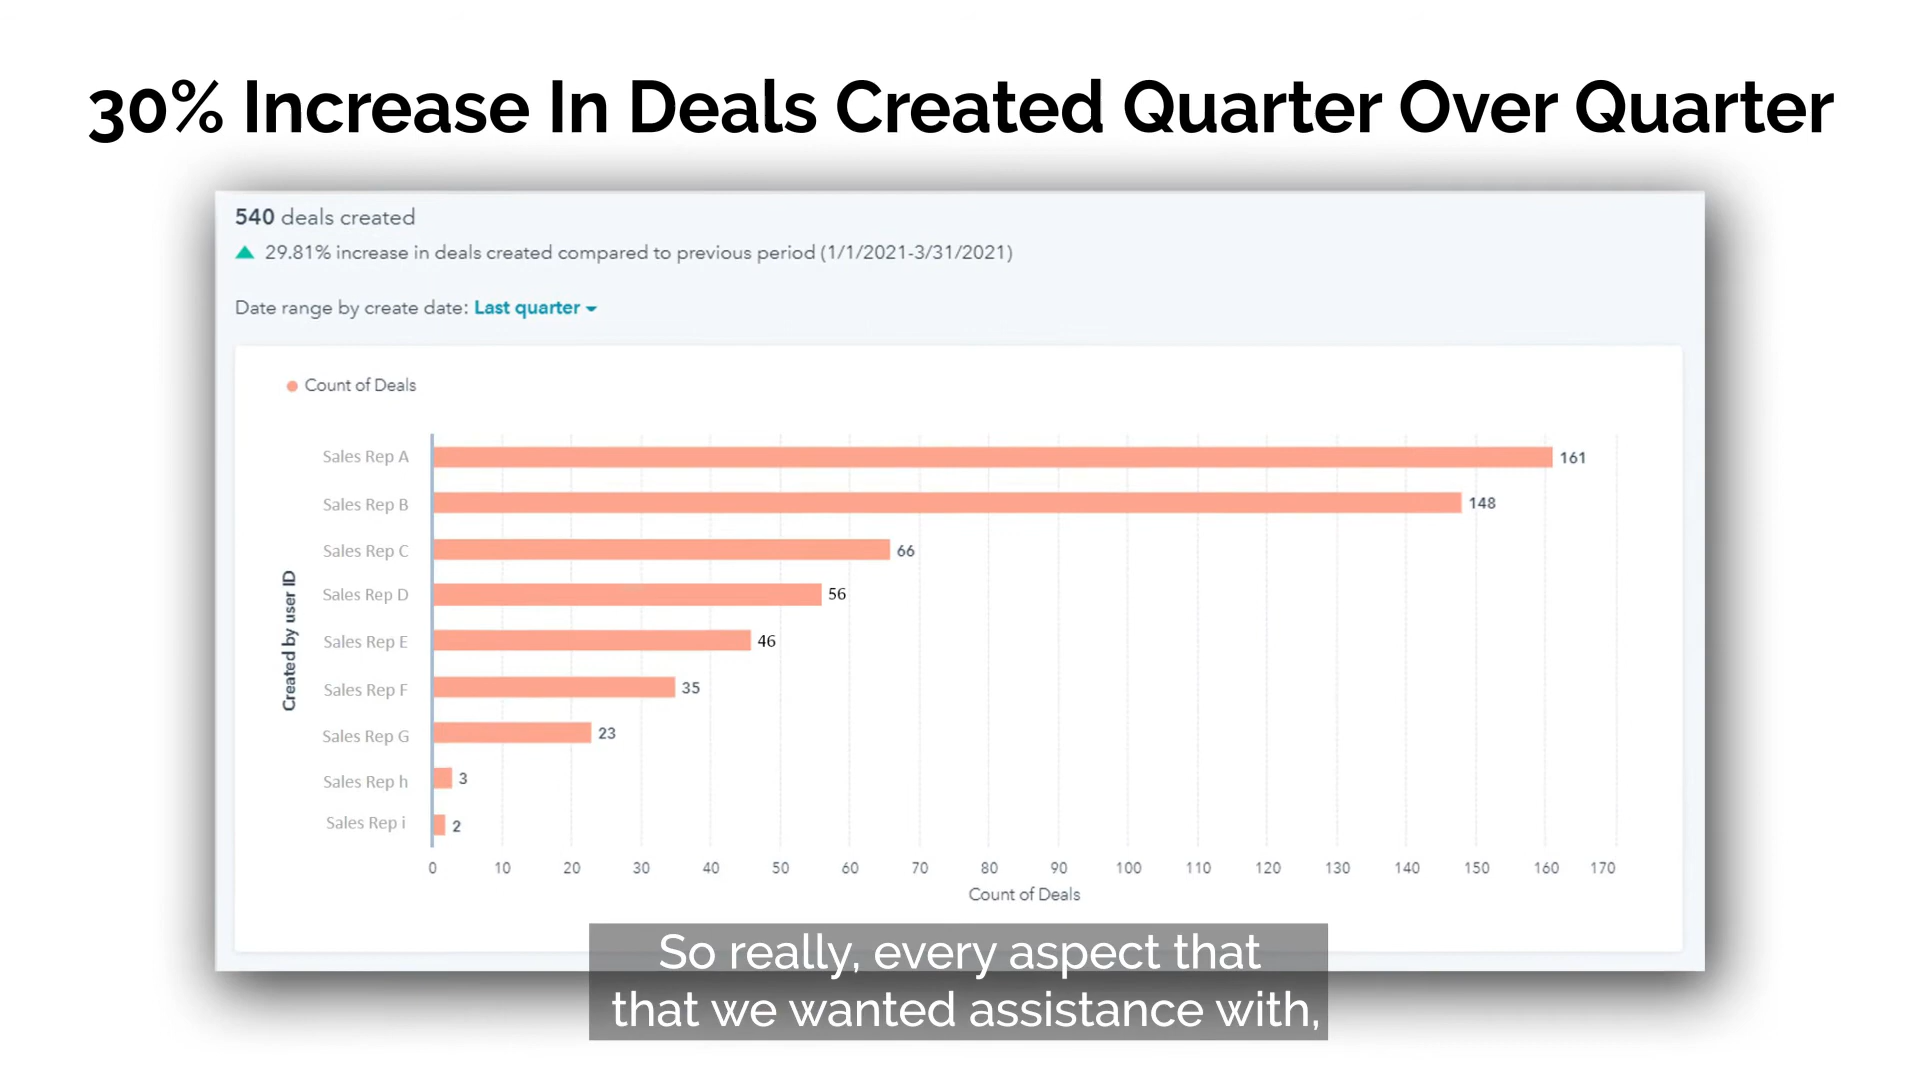 30% Increase In Deals Created Quarter Over Quarter
540 deals created
29.81% increase in deals created compared to previous period (1/1/2021-3/31/2021)
Date range by create date: Last quarter
Count of Deals
Created by user ID
Sales Rep A 161
Sales Rep B 148
Sales Rep C 66
Sales Rep D 56
Sales Rep E 46
Sales Rep F 35
Sales Rep G 23
Sales Rep h 3
Sales Rep i 2
0 10 20 30 40 50 60 70 80 90 100 110 120 130 140 150 160 170
Count of Deals
So really, every aspect that
that we wanted assistance with,